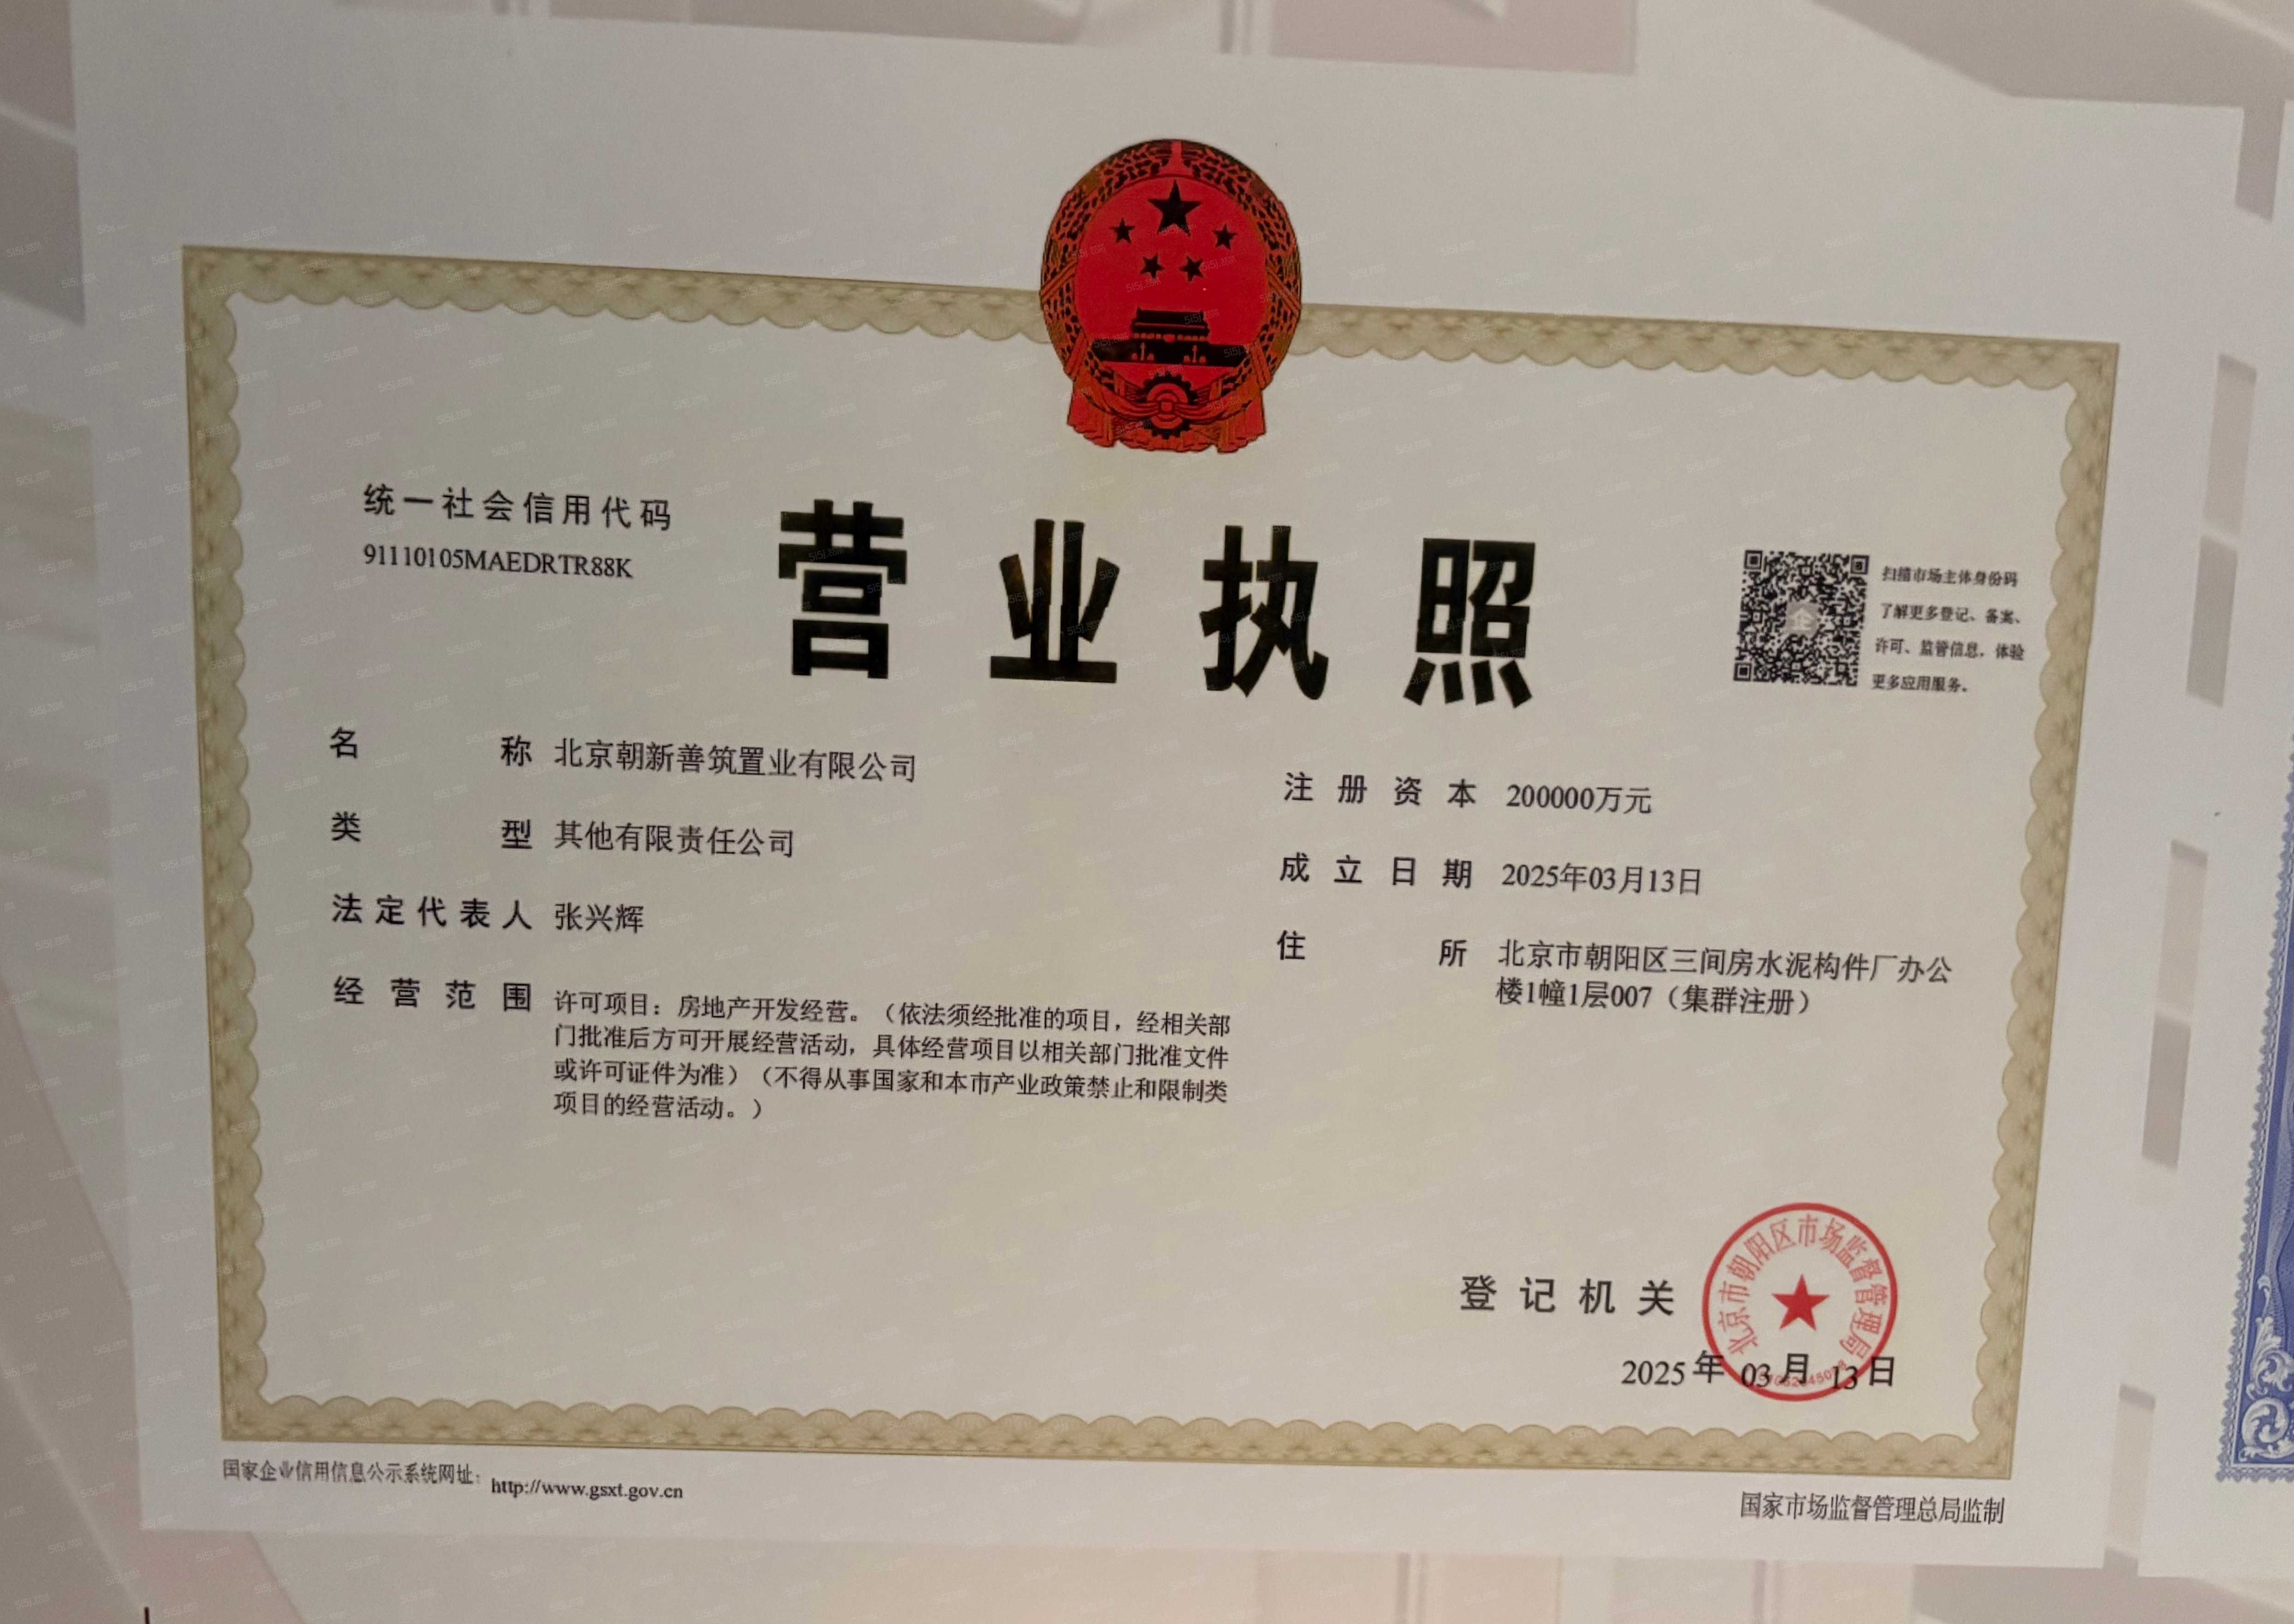 统一社会信用代码
91110105MAEDRTR88K
营业执照
扫描市场主体身份码
了解更多登记、备案、
许可、监管信息，体验
更多应用服务。
名称 北京朝新善筑置业有限公司
类型 其他有限责任公司
法定代表人 张兴辉
经营范围 许可项目：房地产开发经营。（依法须经批准的项目，经相关部
门批准后方可开展经营活动，具体经营项目以相关部门批准文件
或许可证件为准）（不得从事国家和本市产业政策禁止和限制类
项目的经营活动。）
注册资本 200000万元
成立日期 2025年03月13日
住所 北京市朝阳区三间房水泥构件厂办公
楼1幢1层007（集群注册）
登记机关
北京市朝阳区市场监督管理局
2025年03月13日
国家企业信用信息公示系统网址：http://www.gsxt.gov.cn
国家市场监督管理总局监制